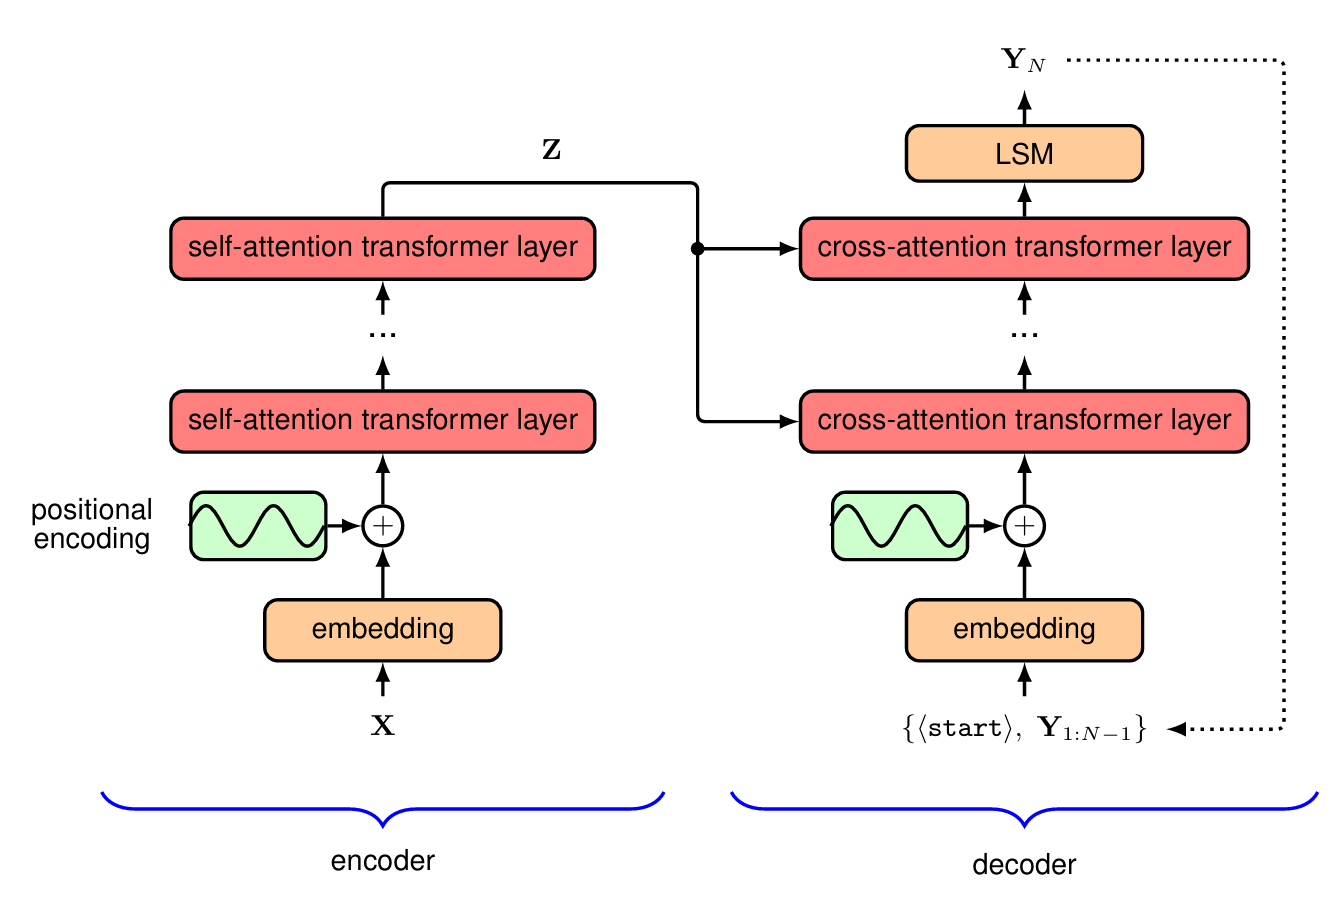 Y_N
Z
LSM
self-attention transformer layer
cross-attention transformer layer
...
...
self-attention transformer layer
cross-attention transformer layer
positional
encoding
+
+
embedding
embedding
X
{⟨start⟩, Y_{1:N−1}}
encoder
decoder